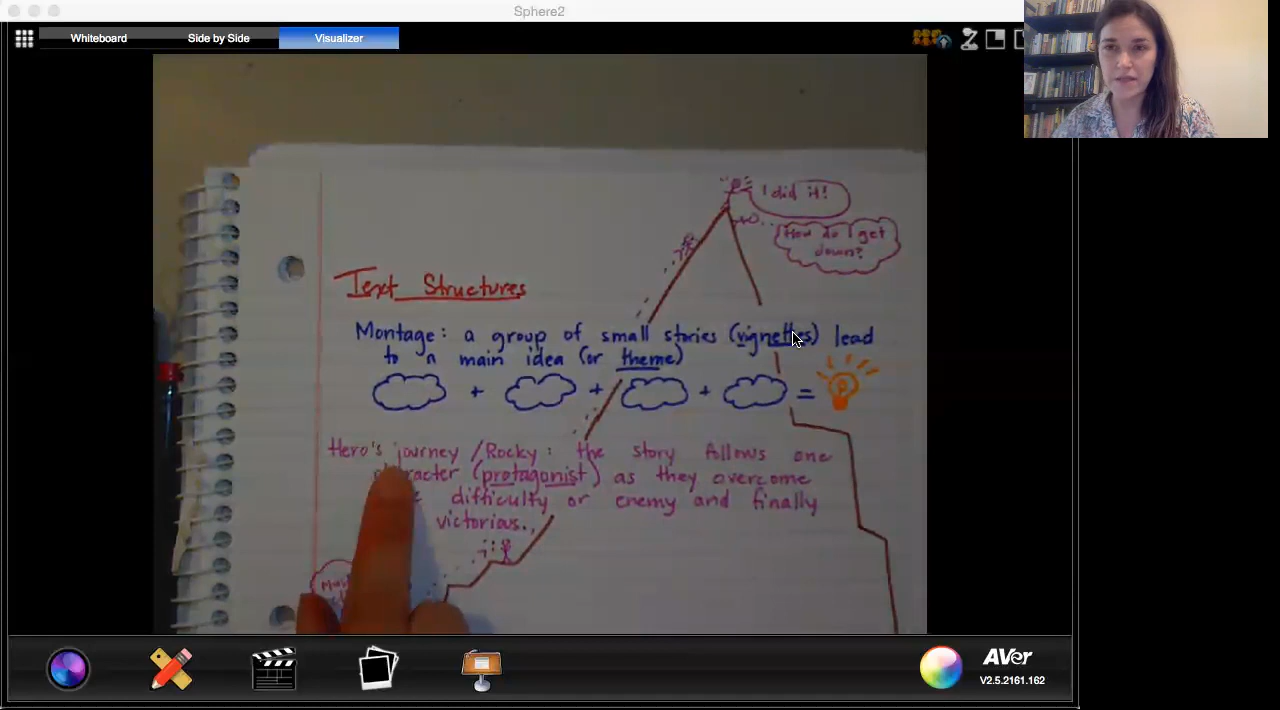 Sphere2
Whiteboard
Side by Side
Visualizer
I did it!
How do I get
down?
Text Structures
Montage: a group of small stories (vignettes) lead
to a main idea (or theme)
+ + + =
Hero's journey /Rocky: the story follows one
character (protagonist) as they overcome
difficulty or enemy and finally
victorious.
AVer
V2.5.2161.162